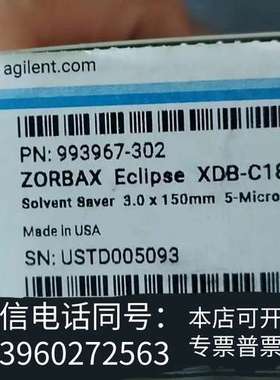 agilent.com
PN: 993967-302
ZORBAX Eclipse XDB-C18
Solvent Saver 3.0 x 150mm 5-Micro
Made in USA
SN: USTD005093
信电话同号：
3960272563
本店可开
专票普票